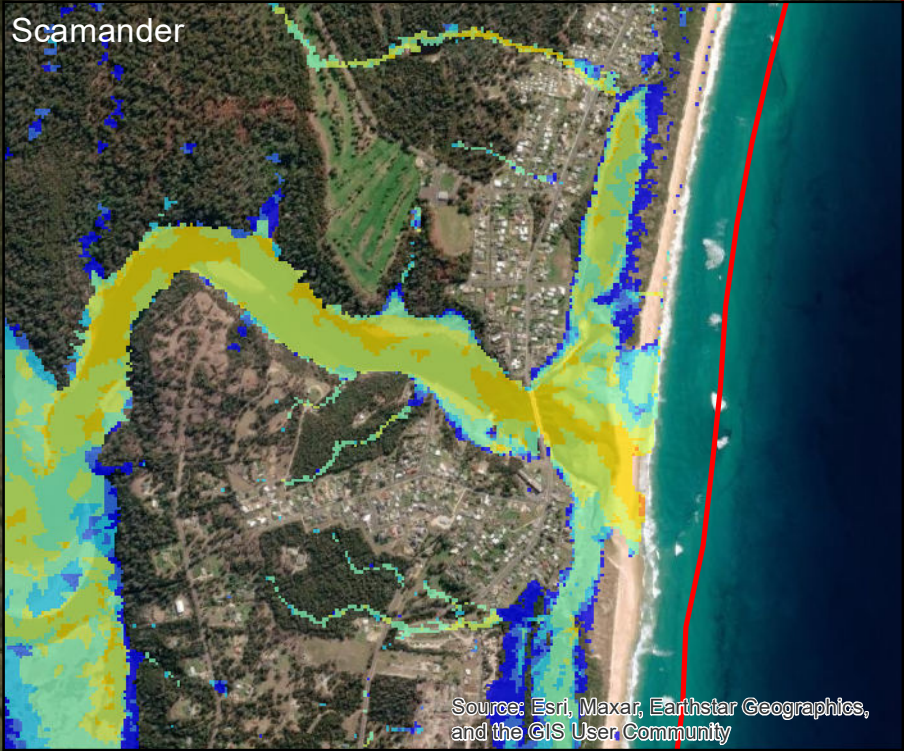 Scamander
Source: Esri, Maxar, Earthstar Geographics,
and the GIS User Community